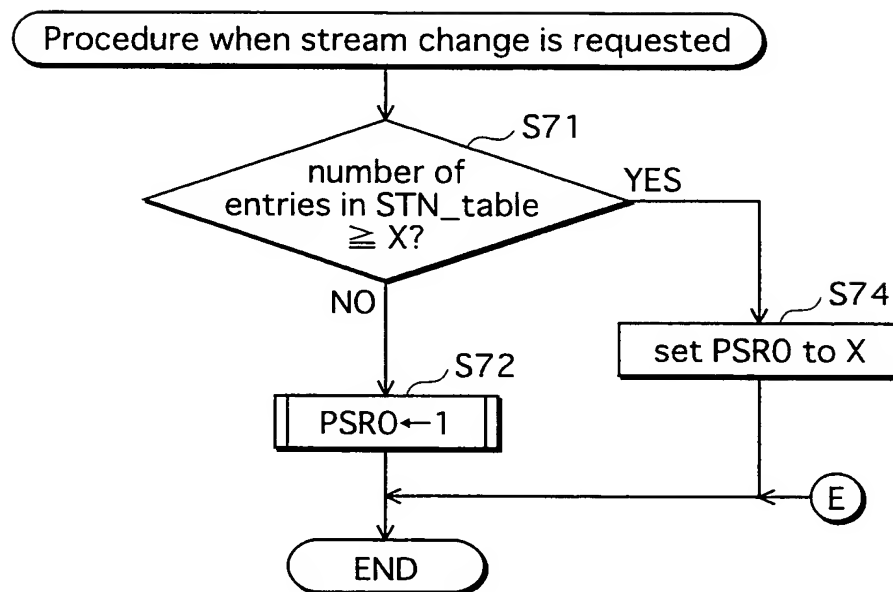 Procedure when stream change is requested
S71
number of
entries in STN_table
≧ X?
YES
NO
S74
set PSR0 to X
S72
PSR0←1
E
END